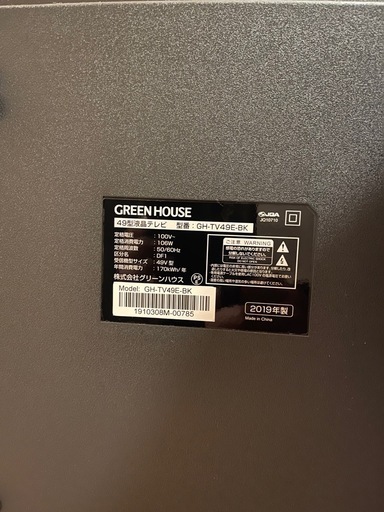 GREEN HOUSE
49型液晶テレビ 型番: GH-TV49E-BK
定格電圧: 100V~
定格消費電力: 106W
定格周波数: 50/60Hz
区分名: DF1
受信機型サイズ: 49V 型
年間消費電力: 170kWh/ 年
株式会社グリーンハウス
PS
Model: GH-TV49E-BK
1910308M-00785
JQA
JQ10710
ご注意 WARNING
2019年製
Made in China